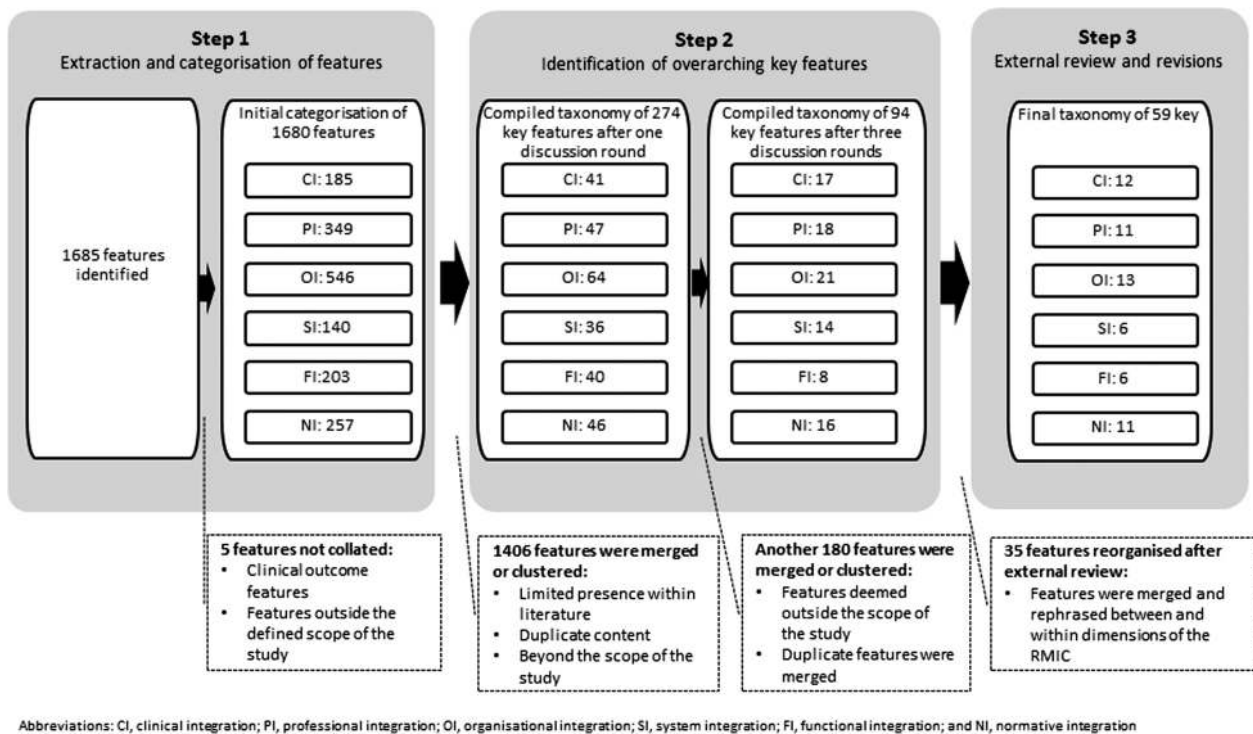 Step 1
Extraction and categorisation of features
1685 features
identified
Initial categorisation of
1680 features
CI: 185
PI: 349
OI: 546
SI:140
FI:203
NI: 257
5 features not collated:
• Clinical outcome
features
• Features outside the
defined scope of the
study
Step 2
Identification of overarching key features
Compiled taxonomy of 274
key features after one
discussion round
CI: 41
PI: 47
OI: 64
SI: 36
FI: 40
NI: 46
1406 features were merged
or clustered:
• Limited presence within
literature
• Duplicate content
• Beyond the scope of the
study
Compiled taxonomy of 94
key features after three
discussion rounds
CI: 17
PI: 18
OI: 21
SI: 14
FI: 8
NI: 16
Another 180 features were
merged or clustered:
• Features deemed
outside the scope of
the study
• Duplicate features were
merged
Step 3
External review and revisions
Final taxonomy of 59 key
CI: 12
PI: 11
OI: 13
SI: 6
FI: 6
NI: 11
35 features reorganised after
external review:
• Features were merged and
rephrased between and
within dimensions of the
RMIC
Abbreviations: CI, clinical integration; PI, professional integration; OI, organisational integration; SI, system integration; FI, functional integration; and NI, normative integration